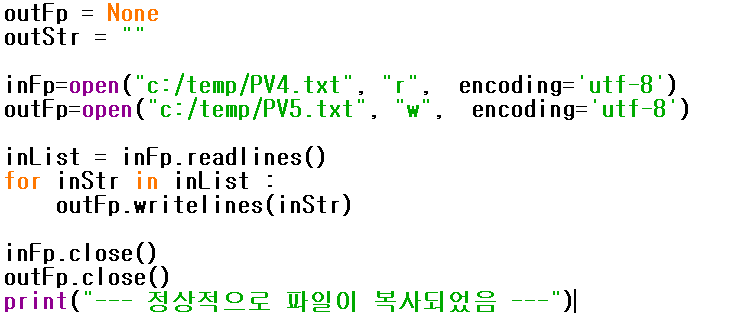 outFp = None
outStr = ""

inFp=open("c:/temp/PV4.txt", "r",  encoding='utf-8')
outFp=open("c:/temp/PV5.txt", "w",  encoding='utf-8')

inList = inFp.readlines()
for inStr in inList :
    outFp.writelines(inStr)

inFp.close()
outFp.close()
print("--- 정상적으로 파일이 복사되었음 ---")